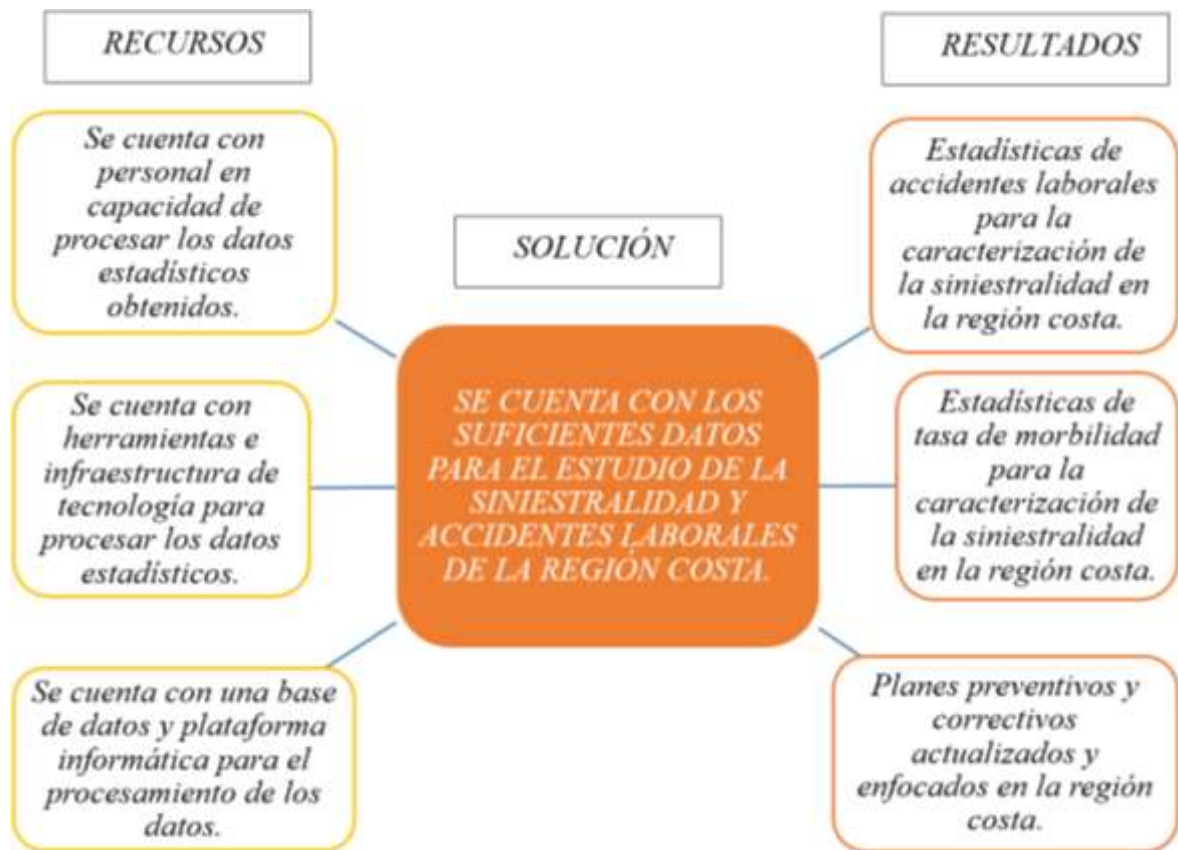 RECURSOS
Se cuenta con
personal en
capacidad de
procesar los datos
estadísticos
obtenidos.
Se cuenta con
herramientas e
infraestructura de
tecnología para
procesar los datos
estadísticos.
Se cuenta con una base
de datos y plataforma
informática para el
procesamiento de los
datos.
SOLUCIÓN
SE CUENTA CON LOS
SUFICIENTES DATOS
PARA EL ESTUDIO DE LA
SINIESTRALIDAD Y
ACCIDENTES LABORALES
DE LA REGIÓN COSTA.
RESULTADOS
Estadísticas de
accidentes laborales
para la
caracterización de
la siniestralidad en
la región costa.
Estadísticas de
tasa de morbilidad
para la
caracterización de
la siniestralidad
en la región costa.
Planes preventivos y
correctivos
actualizados y
enfocados en la región
costa.